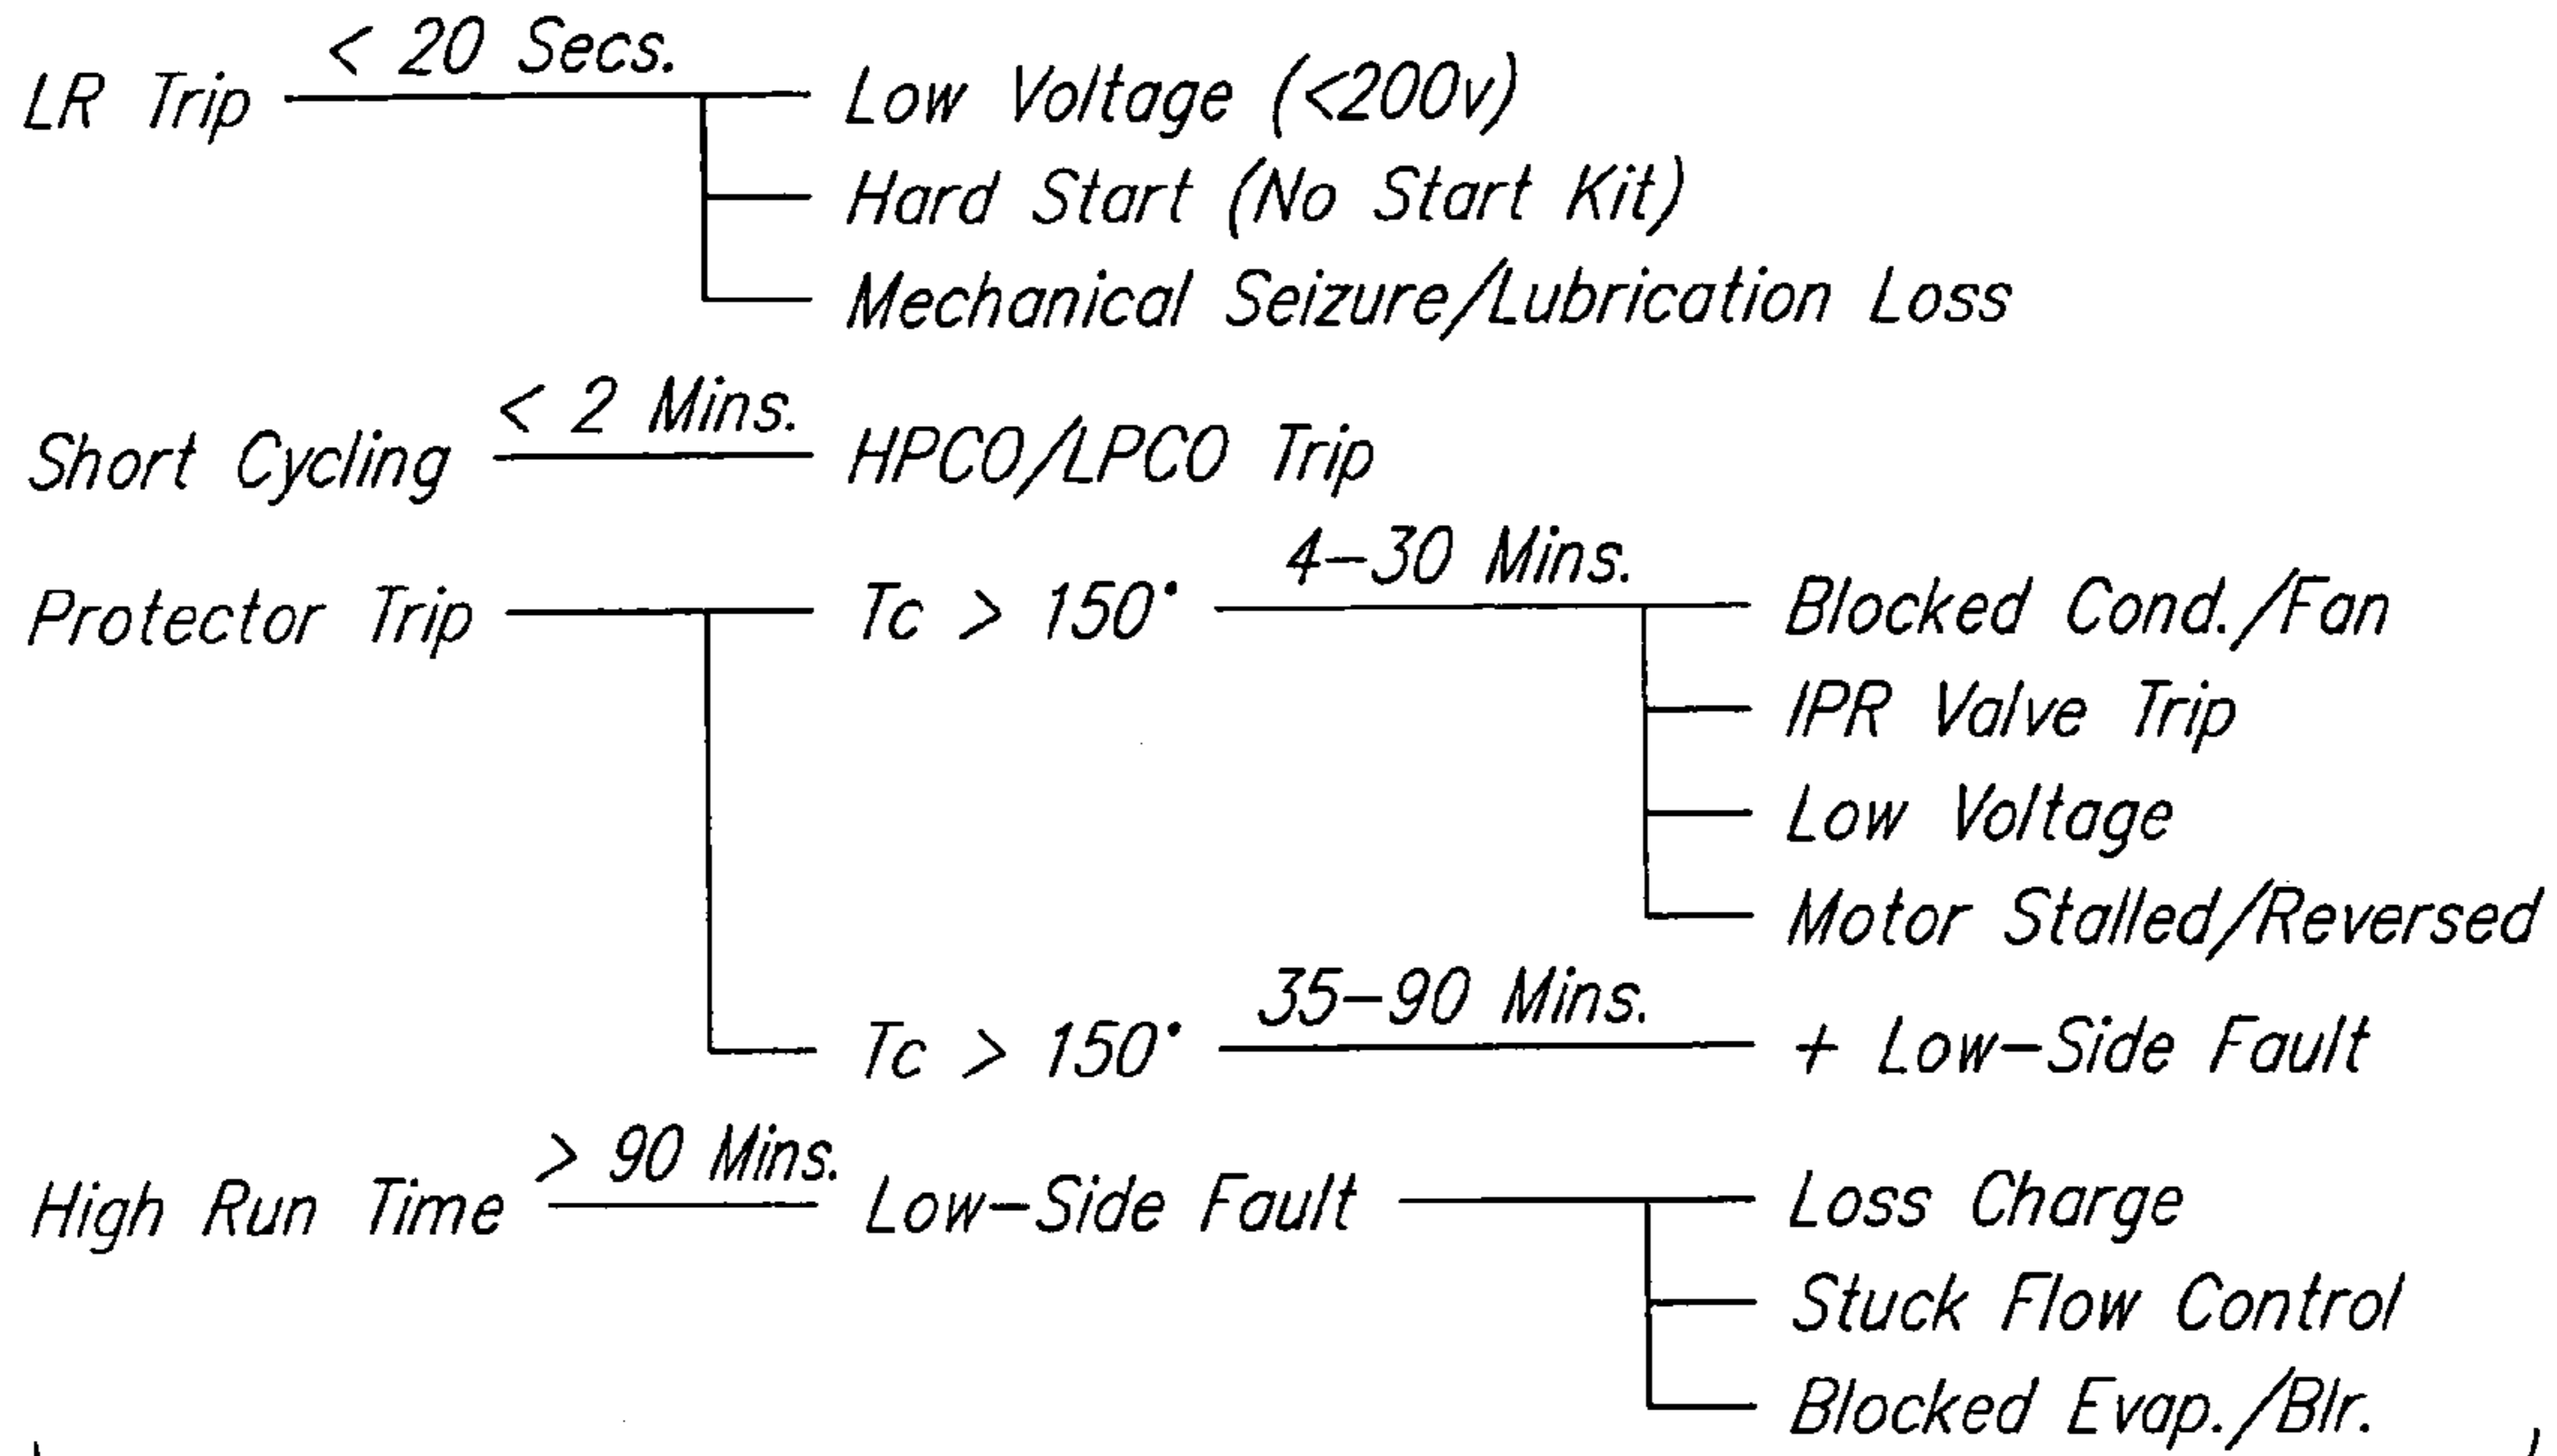 < 20 Secs.
LR Trip Low Voltage (<200v)
Hard Start (No Start Kit)
Mechanical Seizure/Lubrication Loss
< 2 Mins.
Short Cycling HPCO/LPCO Trip
4–30 Mins.
Protector Trip Tc > 150° Blocked Cond./Fan
IPR Valve Trip
Low Voltage
Motor Stalled/Reversed
35–90 Mins.
Tc > 150° + Low–Side Fault
> 90 Mins.
High Run Time Low–Side Fault Loss Charge
Stuck Flow Control
Blocked Evap./Blr.